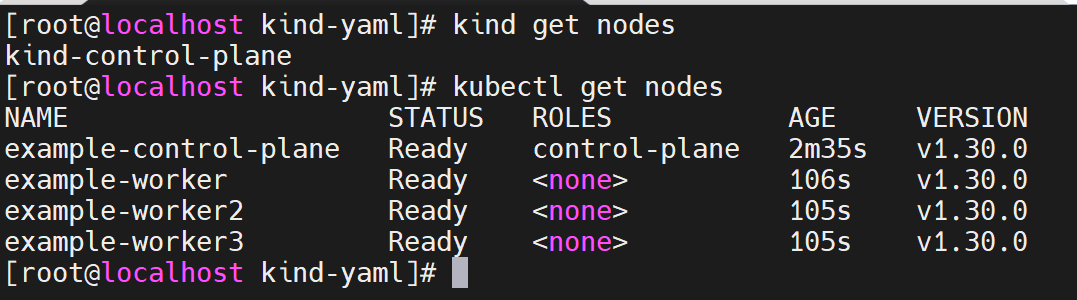 [root@localhost kind-yaml]# kind get nodes
kind-control-plane
[root@localhost kind-yaml]# kubectl get nodes
NAME                    STATUS   ROLES           AGE     VERSION
example-control-plane   Ready    control-plane   2m35s   v1.30.0
example-worker          Ready    <none>          106s    v1.30.0
example-worker2         Ready    <none>          105s    v1.30.0
example-worker3         Ready    <none>          105s    v1.30.0
[root@localhost kind-yaml]#